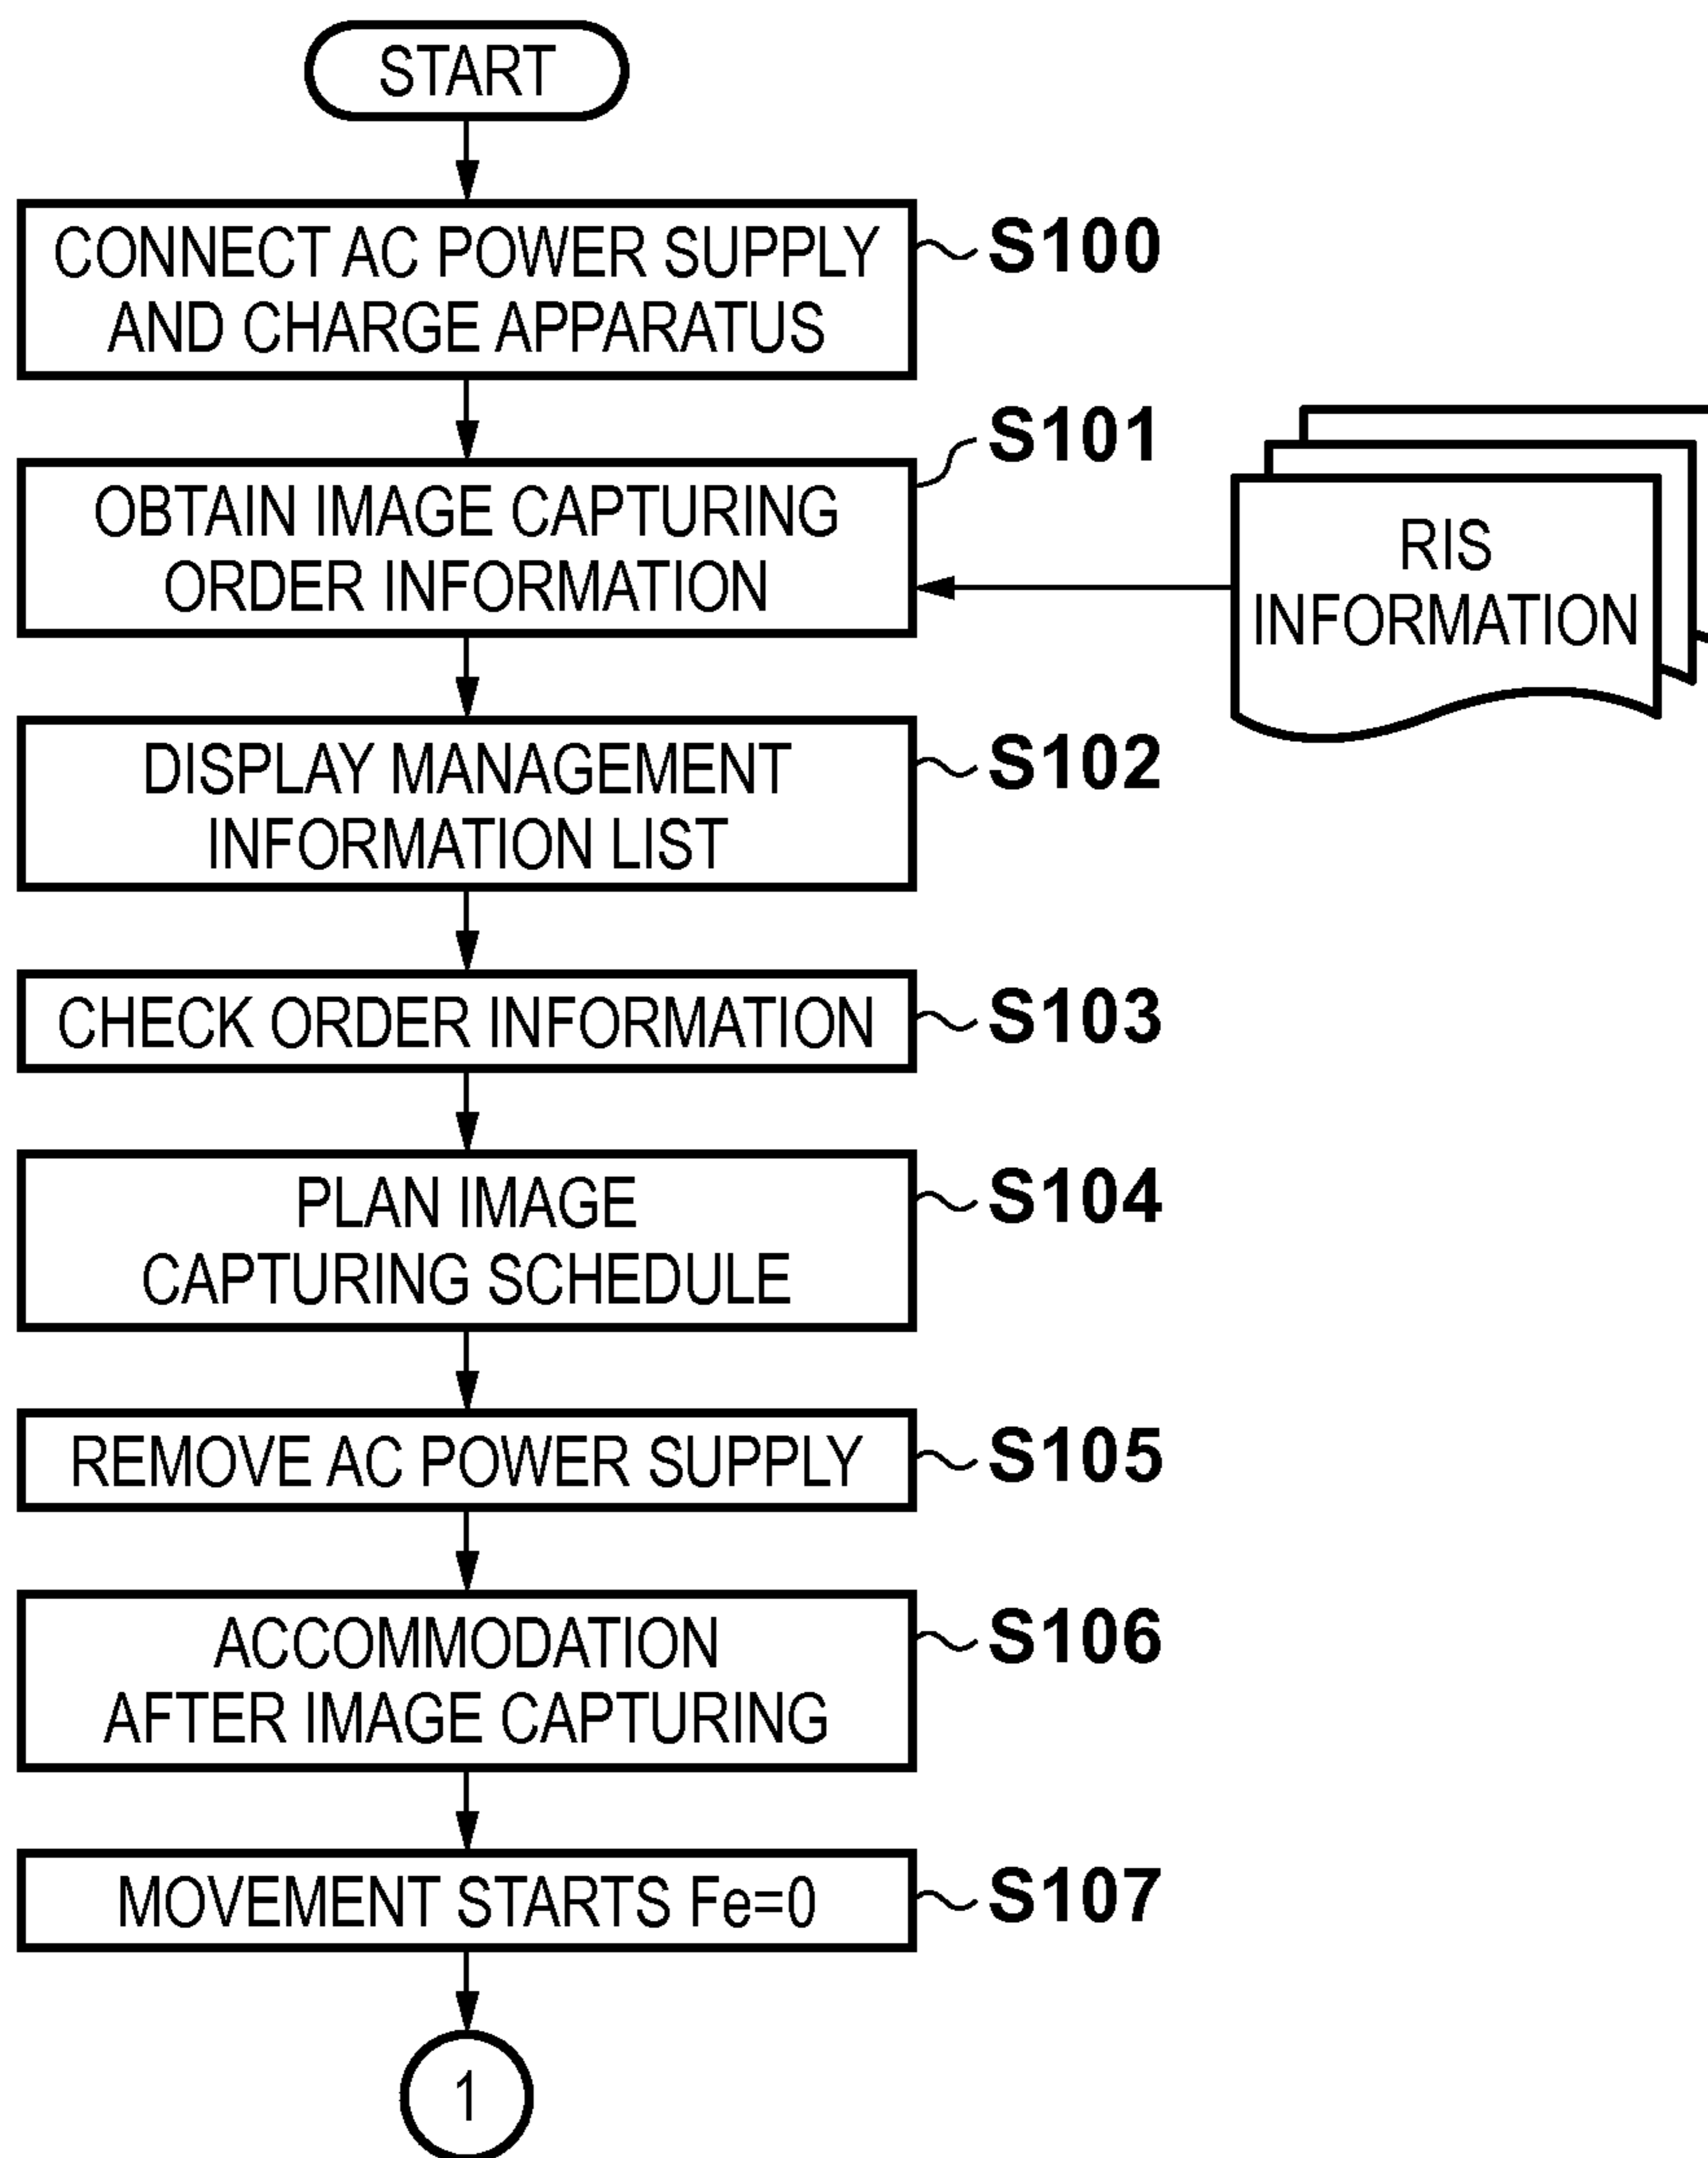 START
CONNECT AC POWER SUPPLY
AND CHARGE APPARATUS
S100
OBTAIN IMAGE CAPTURING
ORDER INFORMATION
S101
RIS
INFORMATION
DISPLAY MANAGEMENT
INFORMATION LIST
S102
CHECK ORDER INFORMATION
S103
PLAN IMAGE
CAPTURING SCHEDULE
S104
REMOVE AC POWER SUPPLY
S105
ACCOMMODATION
AFTER IMAGE CAPTURING
S106
MOVEMENT STARTS Fe=0
S107
1